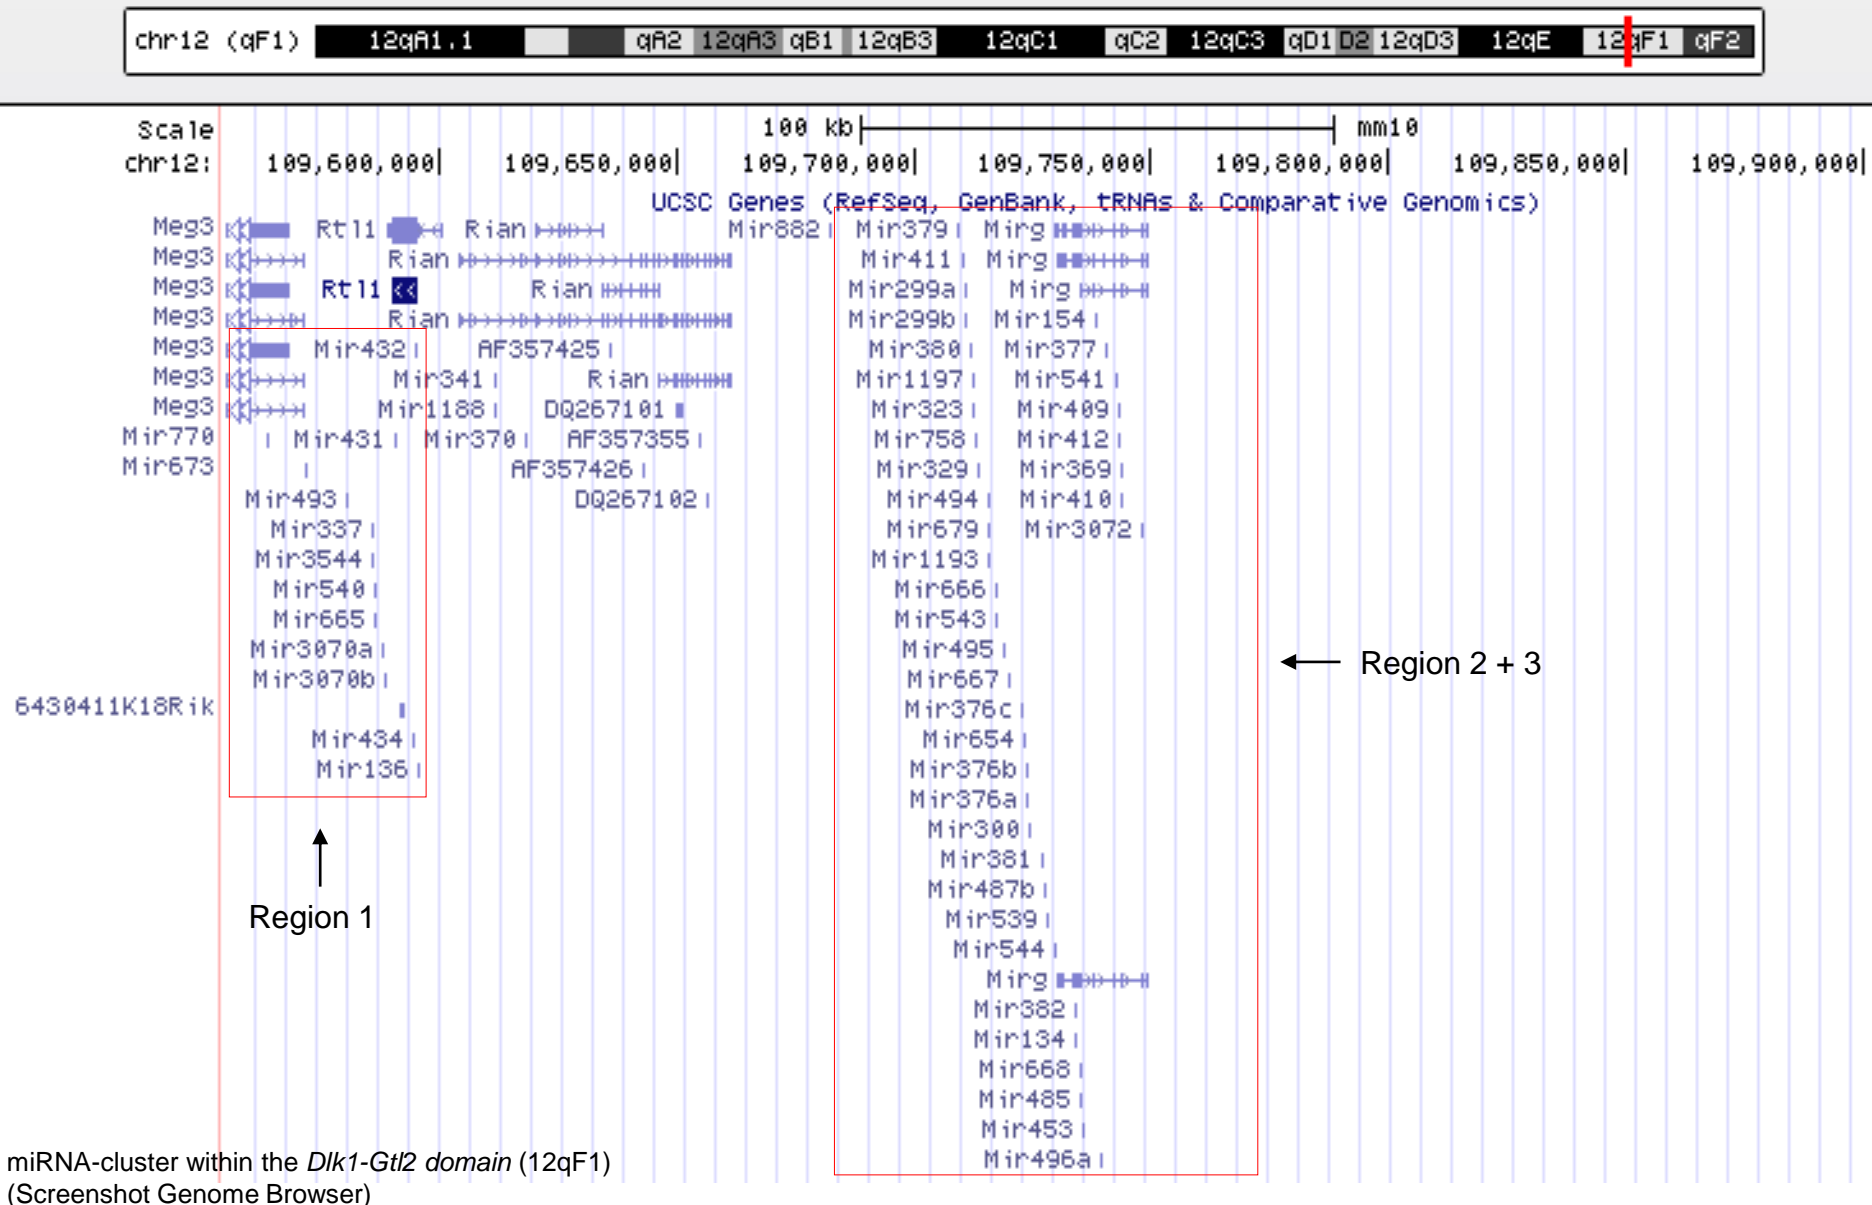 chr12 (qF1) 12qA1.1 qA2 12qA3 qB1 12qB3 12qC1 qC2 12qC3 qD1 D2 12qD3 12qE 12qF1 qF2
Scale 100 kb mm10
chr12: 109,600,000 109,650,000 109,700,000 109,750,000 109,800,000 109,850,000 109,900,000
UCSC Genes (RefSeq, GenBank, tRNAs & Comparative Genomics)
Meg3 Rtl1 Rian Mir882 Mir379 Mirg
Meg3 Rian Mir411 Mirg
Meg3 Rtl1 Rian Mir299a Mirg
Meg3 Rian Mir299b Mir154
Meg3 Mir432 AF357425 Mir380 Mir377
Meg3 Mir341 Rian Mir1197 Mir541
Meg3 Mir1188 DQ267101 Mir323 Mir409
Mir770 Mir431 Mir370 AF357355 Mir758 Mir412
Mir673 AF357426 Mir329 Mir369
Mir493 DQ267102 Mir494 Mir410
Mir337 Mir679 Mir3072
Mir3544 Mir1193
Mir540 Mir666
Mir665 Mir543
Mir3070a Mir495
Mir3070b Mir667
6430411K18Rik Mir376c
Mir434 Mir654
Mir136 Mir376b
Mir376a
Mir300
Mir381
Mir487b
Mir539
Mir544
Mirg
Mir382
Mir134
Mir668
Mir485
Mir453
Mir496a
Region 2 + 3
Region 1
miRNA-cluster within the Dlk1-Gtl2 domain (12qF1)
(Screenshot Genome Browser)